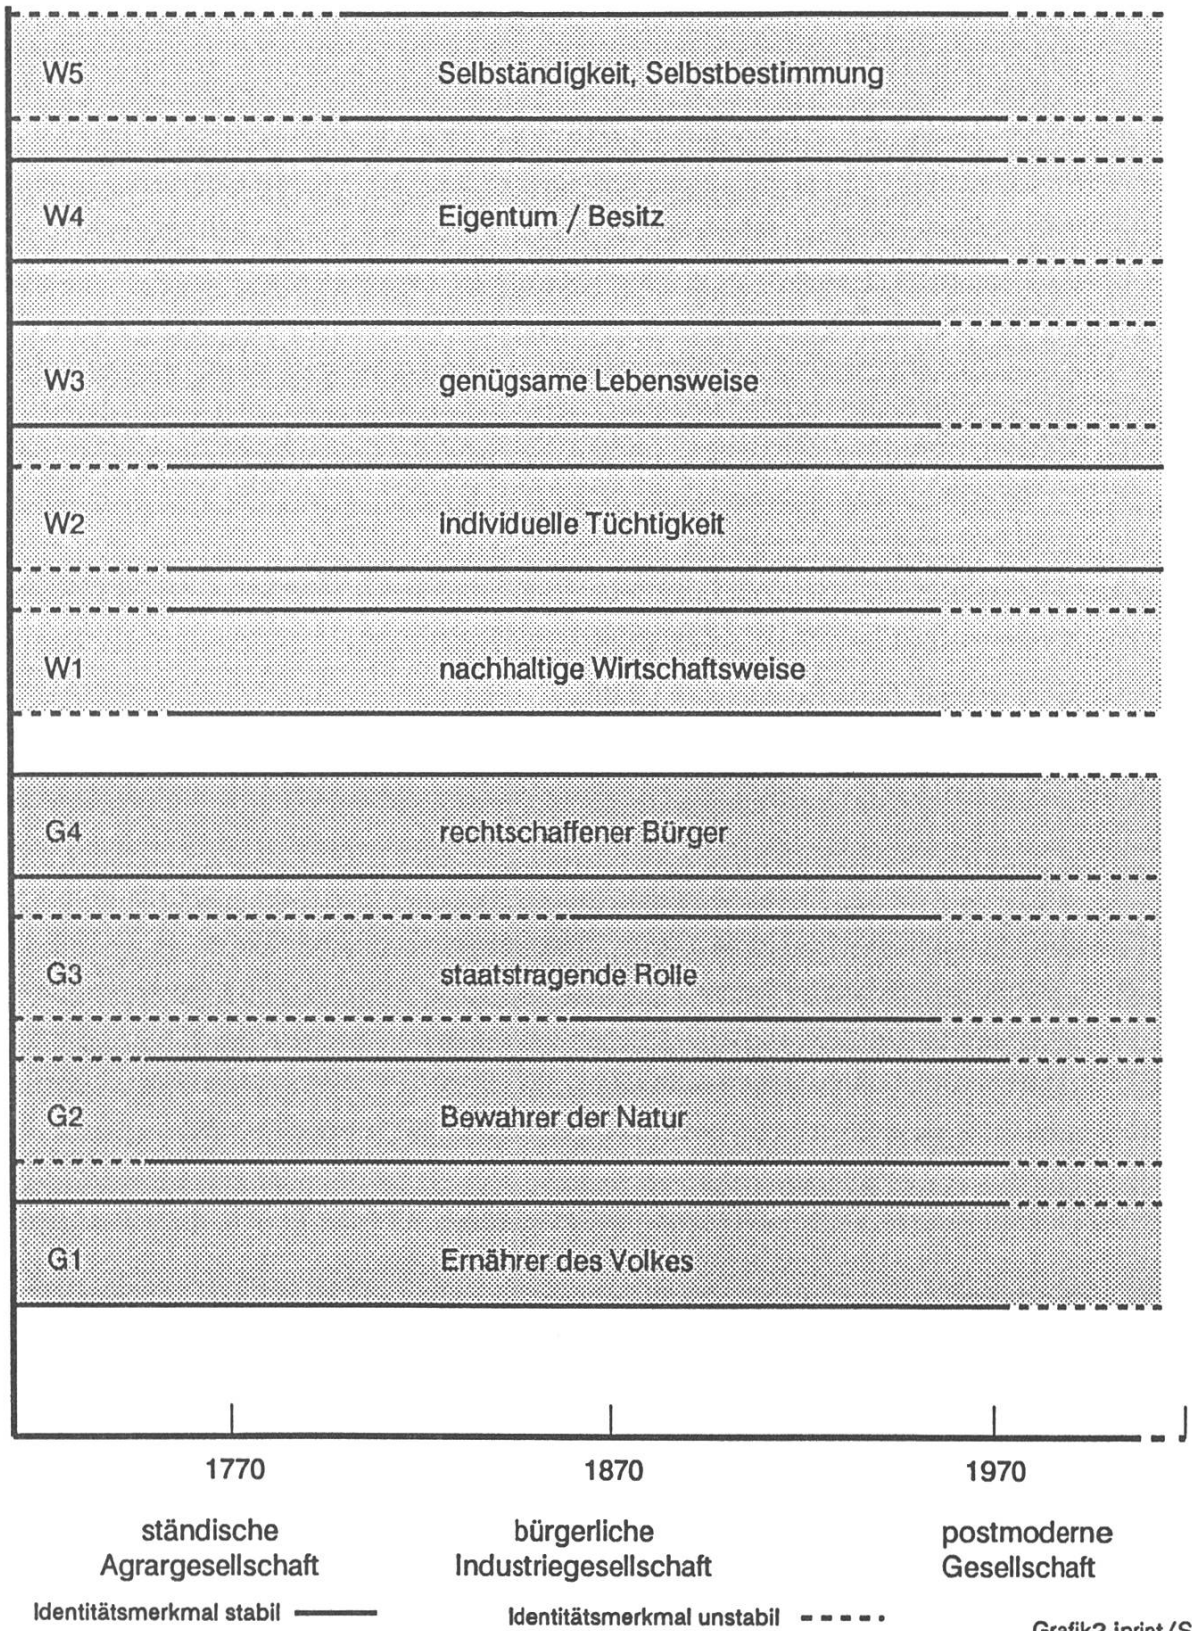 W5 Selbständigkeit, Selbstbestimmung
W4 Eigentum / Besitz
W3 genügsame Lebensweise
W2 individuelle Tüchtigkeit
W1 nachhaltige Wirtschaftsweise
G4 rechtschaffener Bürger
G3 staatstragende Rolle
G2 Bewahrer der Natur
G1 Ernährer des Volkes
1770 1870 1970
ständische bürgerliche postmoderne
Agrargesellschaft Industriegesellschaft Gesellschaft
Identitätsmerkmal stabil
Identitätsmerkmal unstabil